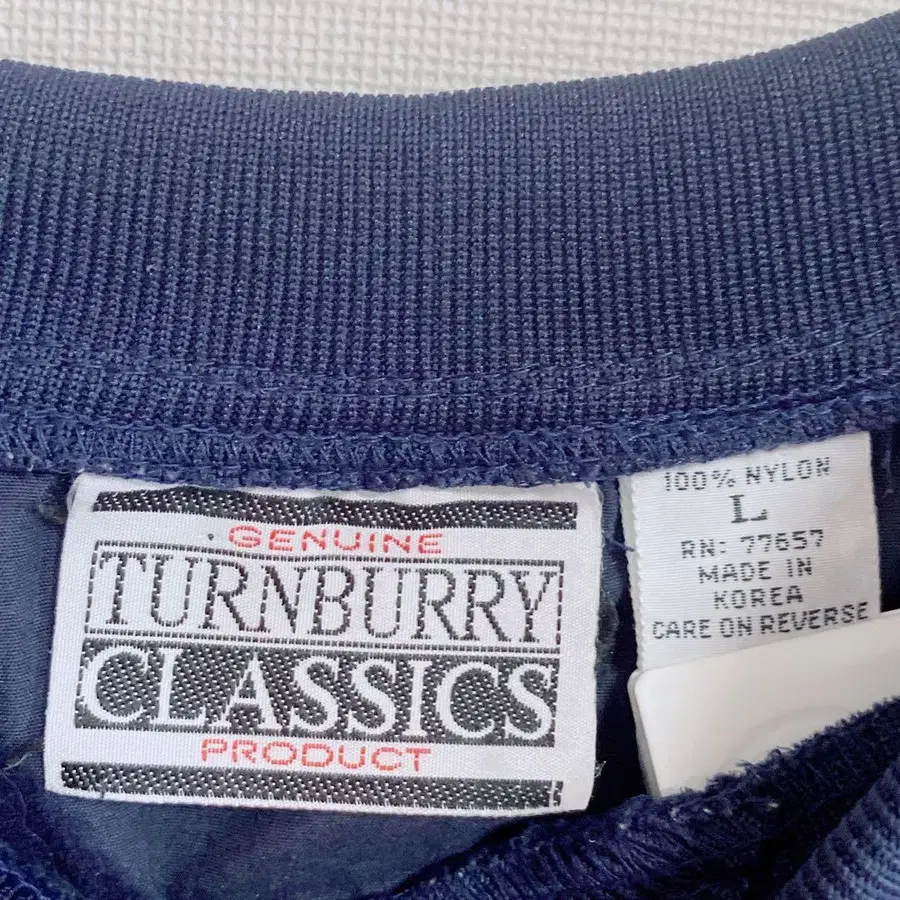 GENUINE
TURNBURRY
CLASSICS
PRODUCT
100% NYLON
L
RN: 77657
MADE IN
KOREA
CARE ON REVERSE